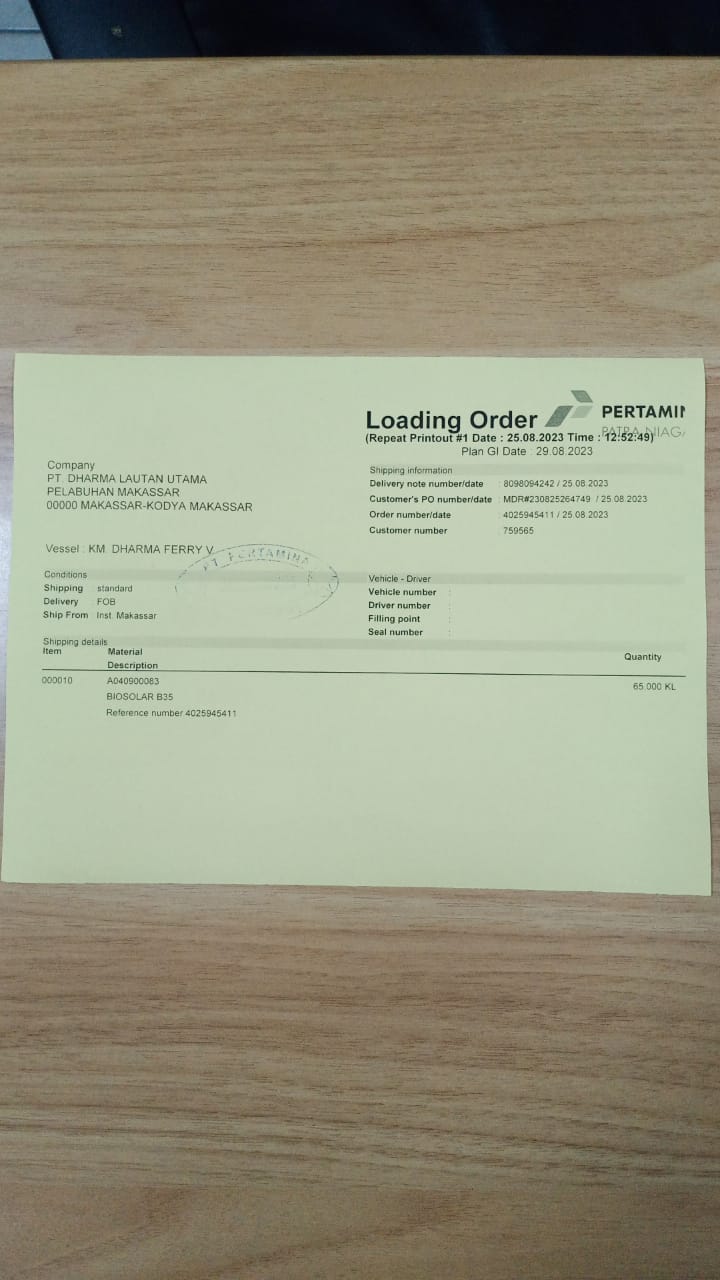 Loading Order
PERTAMIN
PATRA NIAGA
(Repeat Printout #1 Date : 25.08.2023 Time : 12:52:49)
Plan GI Date : 29.08.2023
Company
PT. DHARMA LAUTAN UTAMA
PELABUHAN MAKASSAR
00000 MAKASSAR-KODYA MAKASSAR
Shipping information
Delivery note number/date : 8098094242 / 25.08.2023
Customer's PO number/date : MDR#230825264749 / 25.08.2023
Order number/date : 4025945411 / 25.08.2023
Customer number : 759565
Vessel : KM. DHARMA FERRY V
PT. PERTAMINA
Conditions
Shipping : standard
Delivery : FOB
Ship From : Inst. Makassar
Vehicle - Driver
Vehicle number :
Driver number :
Filling point :
Seal number :
Shipping details
Item Material Quantity
Description
000010 A040900083 65.000 KL
BIOSOLAR B35
Reference number 4025945411